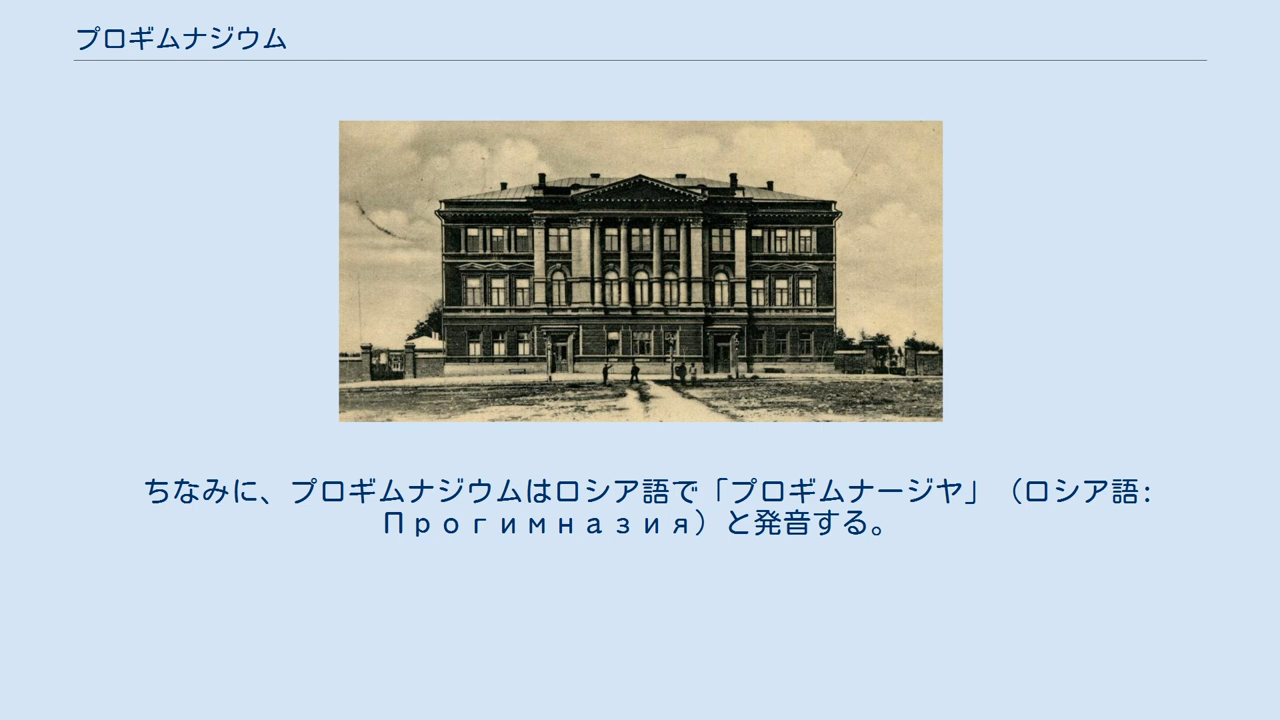 プロギムナジウム
ちなみに、プロギムナジウムはロシア語で「プロギムナージヤ」（ロシア語:
Прогимназия）と発音する。